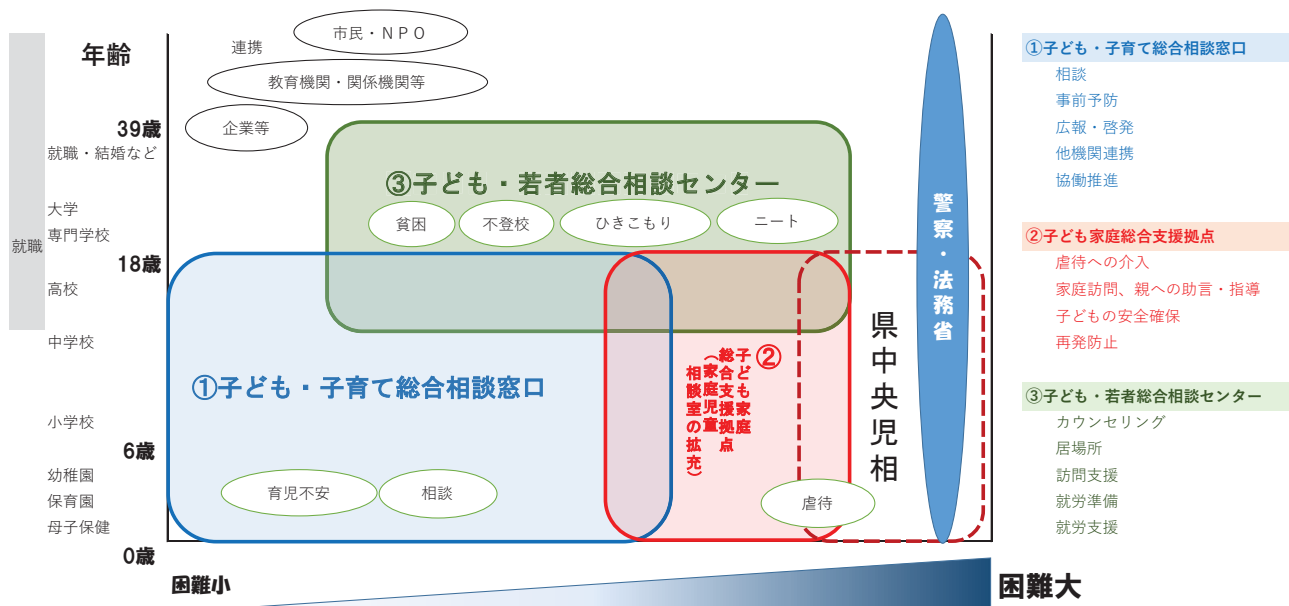 年齢
39歳
就職・結婚など
大学
専門学校
就職
18歳
高校
中学校
小学校
6歳
幼稚園
保育園
母子保健
0歳
困難小
困難大
連携
市民・NPO
教育機関・関係機関等
企業等
③子ども・若者総合相談センター
貧困
不登校
ひきこもり
ニート
①子ども・子育て総合相談窓口
育児不安
相談
②
子ども家庭
総合支援拠点
(家庭児童
相談室の拡充)
虐待
県中央児相
警察・法務省
①子ども・子育て総合相談窓口
相談
事前予防
広報・啓発
他機関連携
協働推進
②子ども家庭総合支援拠点
虐待への介入
家庭訪問、親への助言・指導
子どもの安全確保
再発防止
③子ども・若者総合相談センター
カウンセリング
居場所
訪問支援
就労準備
就労支援